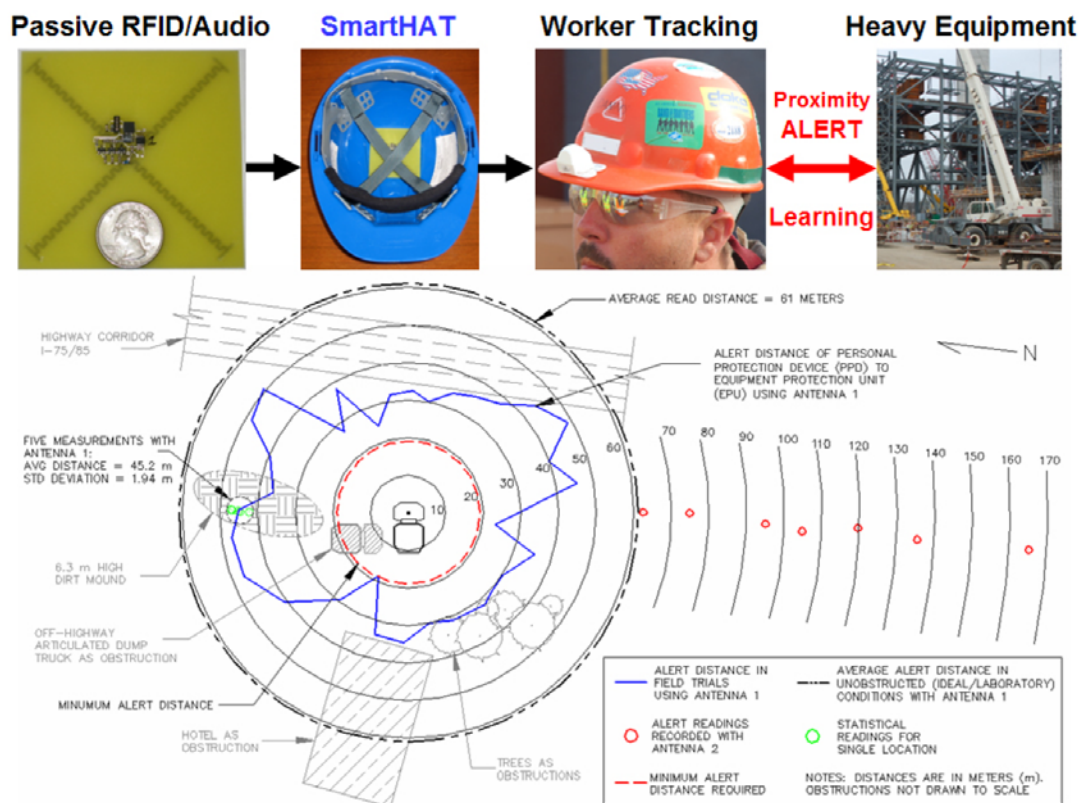 Passive RFID/Audio
SmartHAT
Worker Tracking
Heavy Equipment
Proximity
ALERT
Learning
AVERAGE READ DISTANCE = 61 METERS
HIGHWAY CORRIDOR
I-75/85
ALERT DISTANCE OF PERSONAL
PROTECTION DEVICE (PPD) TO
EQUIPMENT PROTECTION UNIT
(EPU) USING ANTENNA 1
N
FIVE MEASUREMENTS WITH
ANTENNA 1:
AVG DISTANCE = 45.2 m
STD DEVIATION = 1.94 m
10
20
30
40
50
60
70
80
90
100
110
120
130
140
150
160
170
6.3 m HIGH
DIRT MOUND
OFF-HIGHWAY
ARTICULATED DUMP
TRUCK AS OBSTRUCTION
MINIMUM ALERT DISTANCE
HOTEL AS
OBSTRUCTION
TREES AS
OBSTRUCTIONS
ALERT DISTANCE IN
FIELD TRIALS
USING ANTENNA 1
AVERAGE ALERT DISTANCE IN
UNOBSTRUCTED (IDEAL/LABORATORY)
CONDITIONS WITH ANTENNA 1
ALERT READINGS
RECORDED WITH
ANTENNA 2
STATISTICAL
READINGS FOR
SINGLE LOCATION
MINIMUM ALERT
DISTANCE REQUIRED
NOTES: DISTANCES ARE IN METERS (m).
OBSTRUCTIONS NOT DRAWN TO SCALE